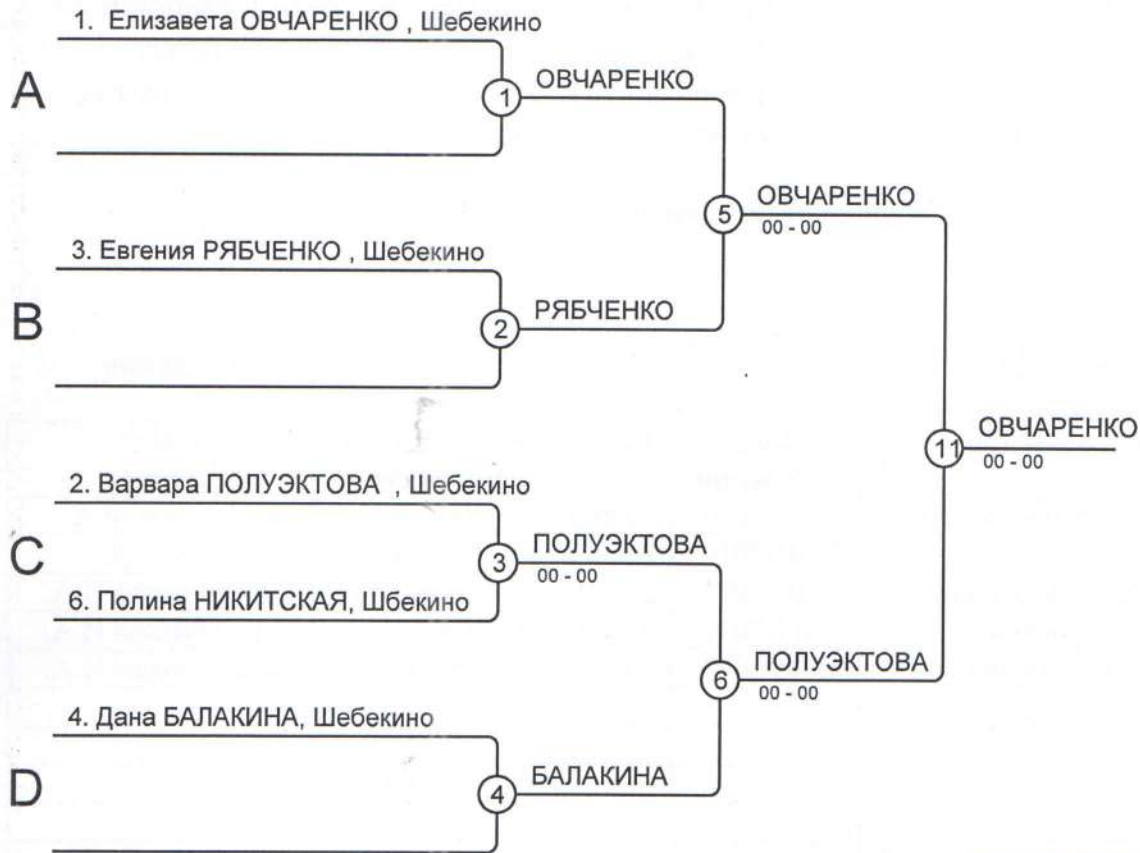 1. Елизавета ОВЧАРЕНКО , Шебекино
A
1
ОВЧАРЕНКО
5
ОВЧАРЕНКО
00 - 00
3. Евгения РЯБЧЕНКО , Шебекино
B
2
РЯБЧЕНКО
11
ОВЧАРЕНКО
00 - 00
2. Варвара ПОЛУЭКТОВА , Шебекино
C
3
ПОЛУЭКТОВА
00 - 00
6. Полина НИКИТСКАЯ, Шбекино
6
ПОЛУЭКТОВА
00 - 00
4. Дана БАЛАКИНА, Шебекино
D
4
БАЛАКИНА